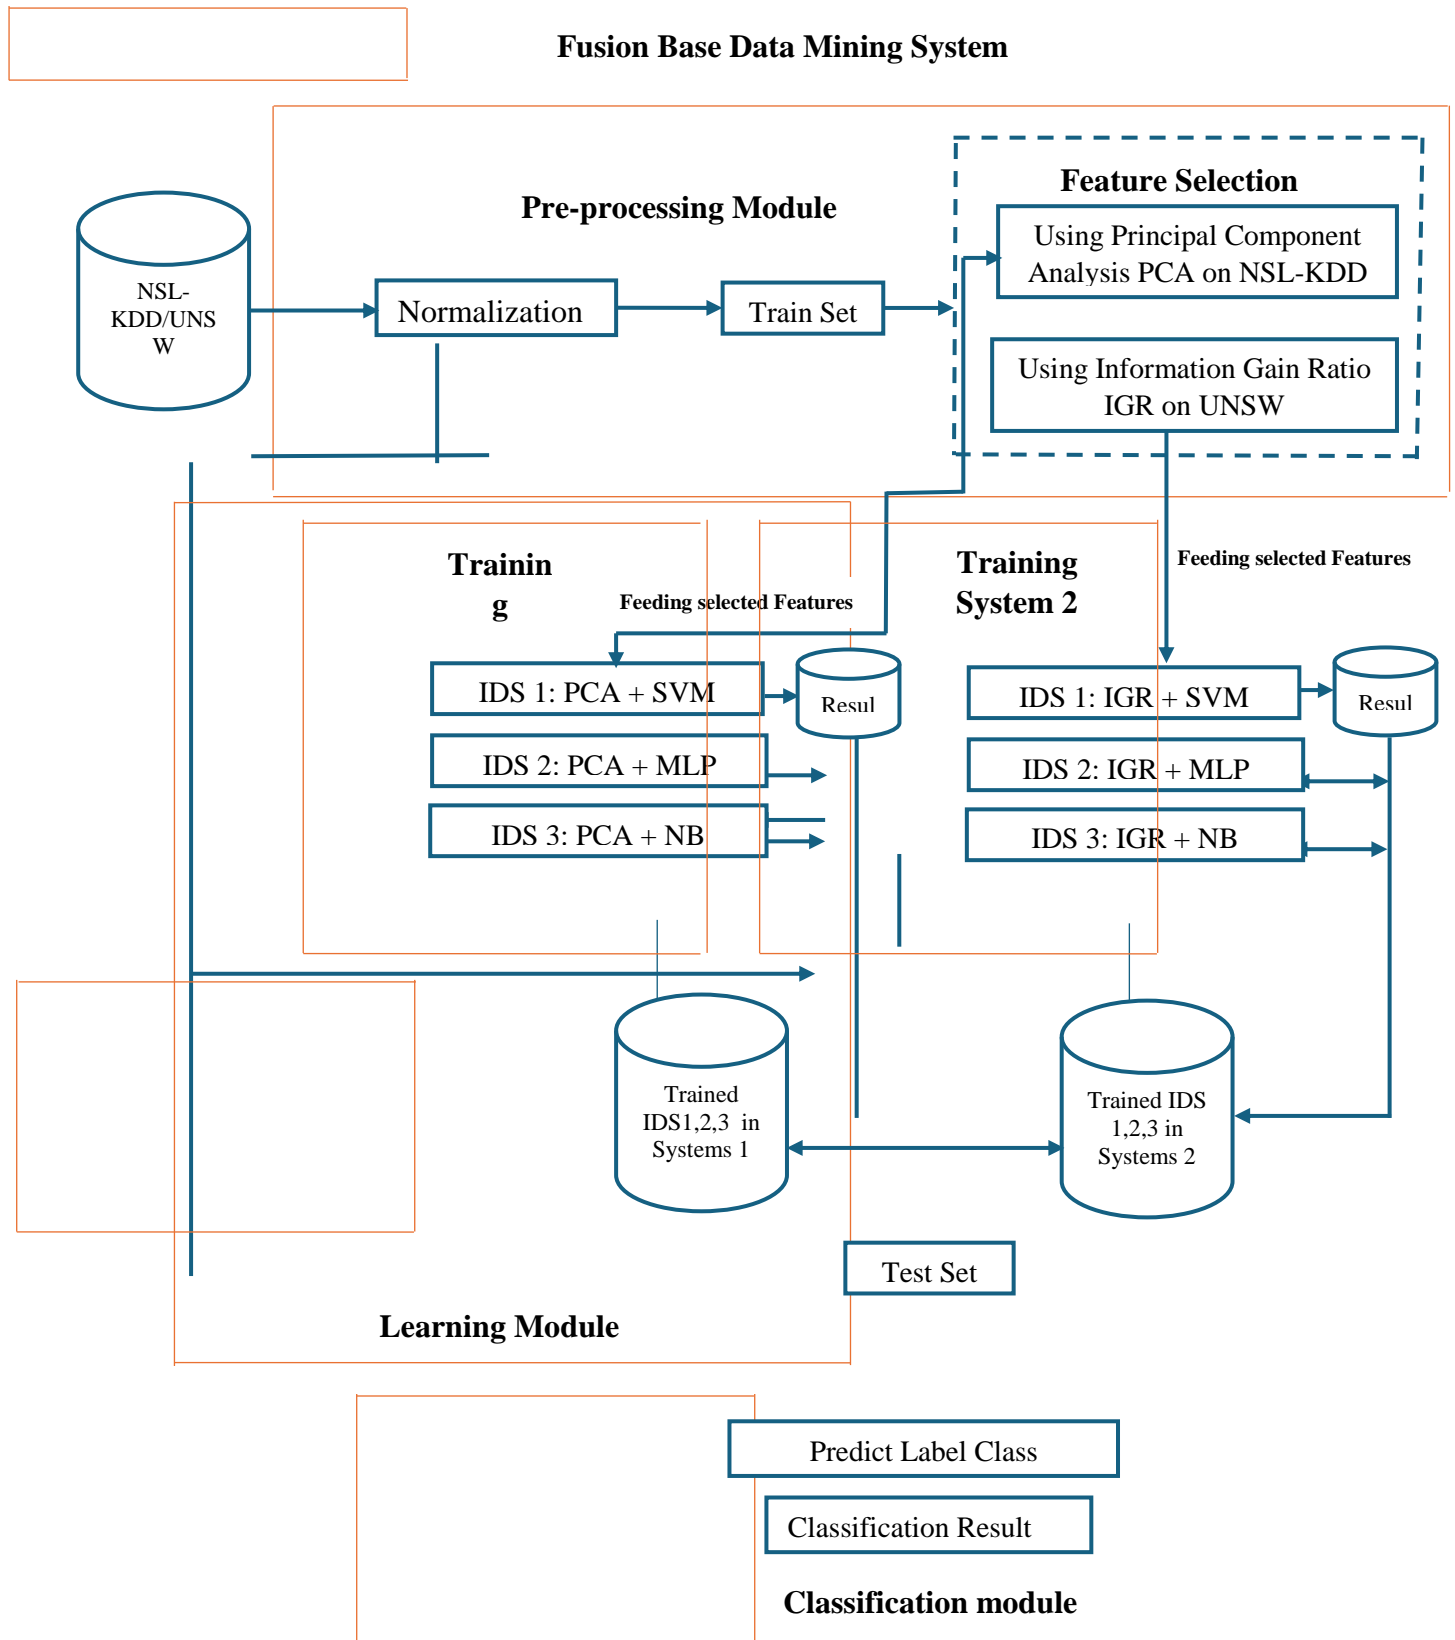 Fusion Base Data Mining System
Feature Selection
Pre-processing Module
Using Principal Component
Analysis PCA on NSL-KDD
NSL-
KDD/UNS
W
Normalization
Train Set
Using Information Gain Ratio
IGR on UNSW
Trainin
g
Feeding selected Features
Training
System 2
Feeding selected Features
IDS 1: PCA + SVM
Resul
IDS 2: PCA + MLP
IDS 3: PCA + NB
IDS 1: IGR + SVM
Resul
IDS 2: IGR + MLP
IDS 3: IGR + NB
Trained
IDS1,2,3 in
Systems 1
Trained IDS
1,2,3 in
Systems 2
Test Set
Learning Module
Predict Label Class
Classification Result
Classification module